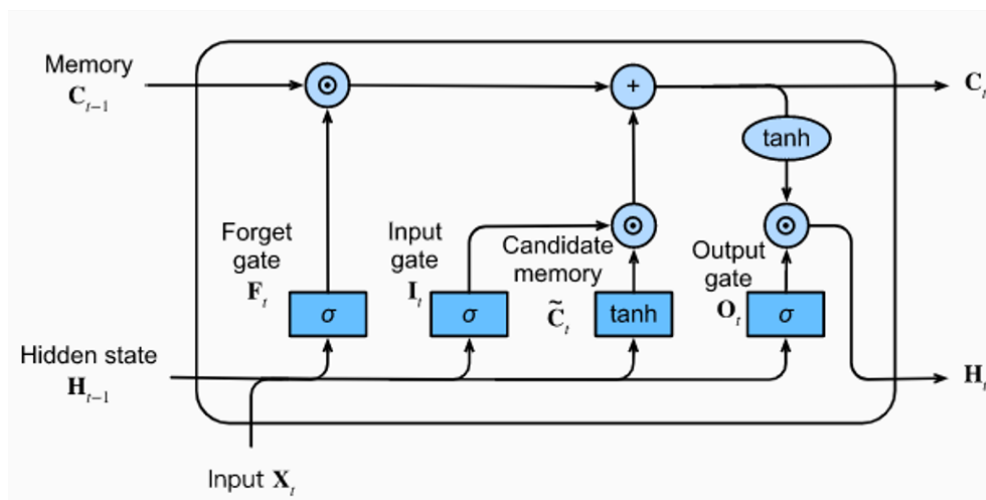 Memory
C_{t−1}
⊙
+
C_t
tanh
Forget
gate
F_t
Input
gate
I_t
Candidate
memory
C̃_t
⊙
Output
gate
O_t
⊙
σ
σ
tanh
σ
Hidden state
H_{t−1}
H_t
Input X_t